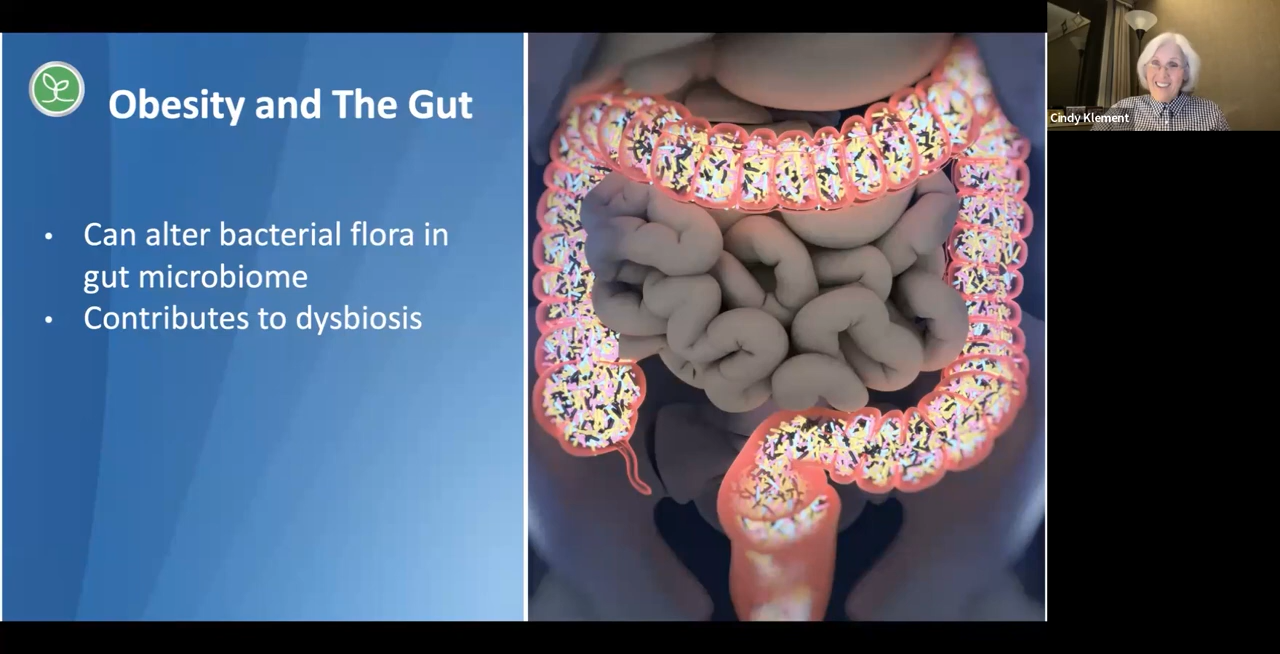 Obesity and The Gut
• Can alter bacterial flora in
gut microbiome
• Contributes to dysbiosis
Cindy Klement